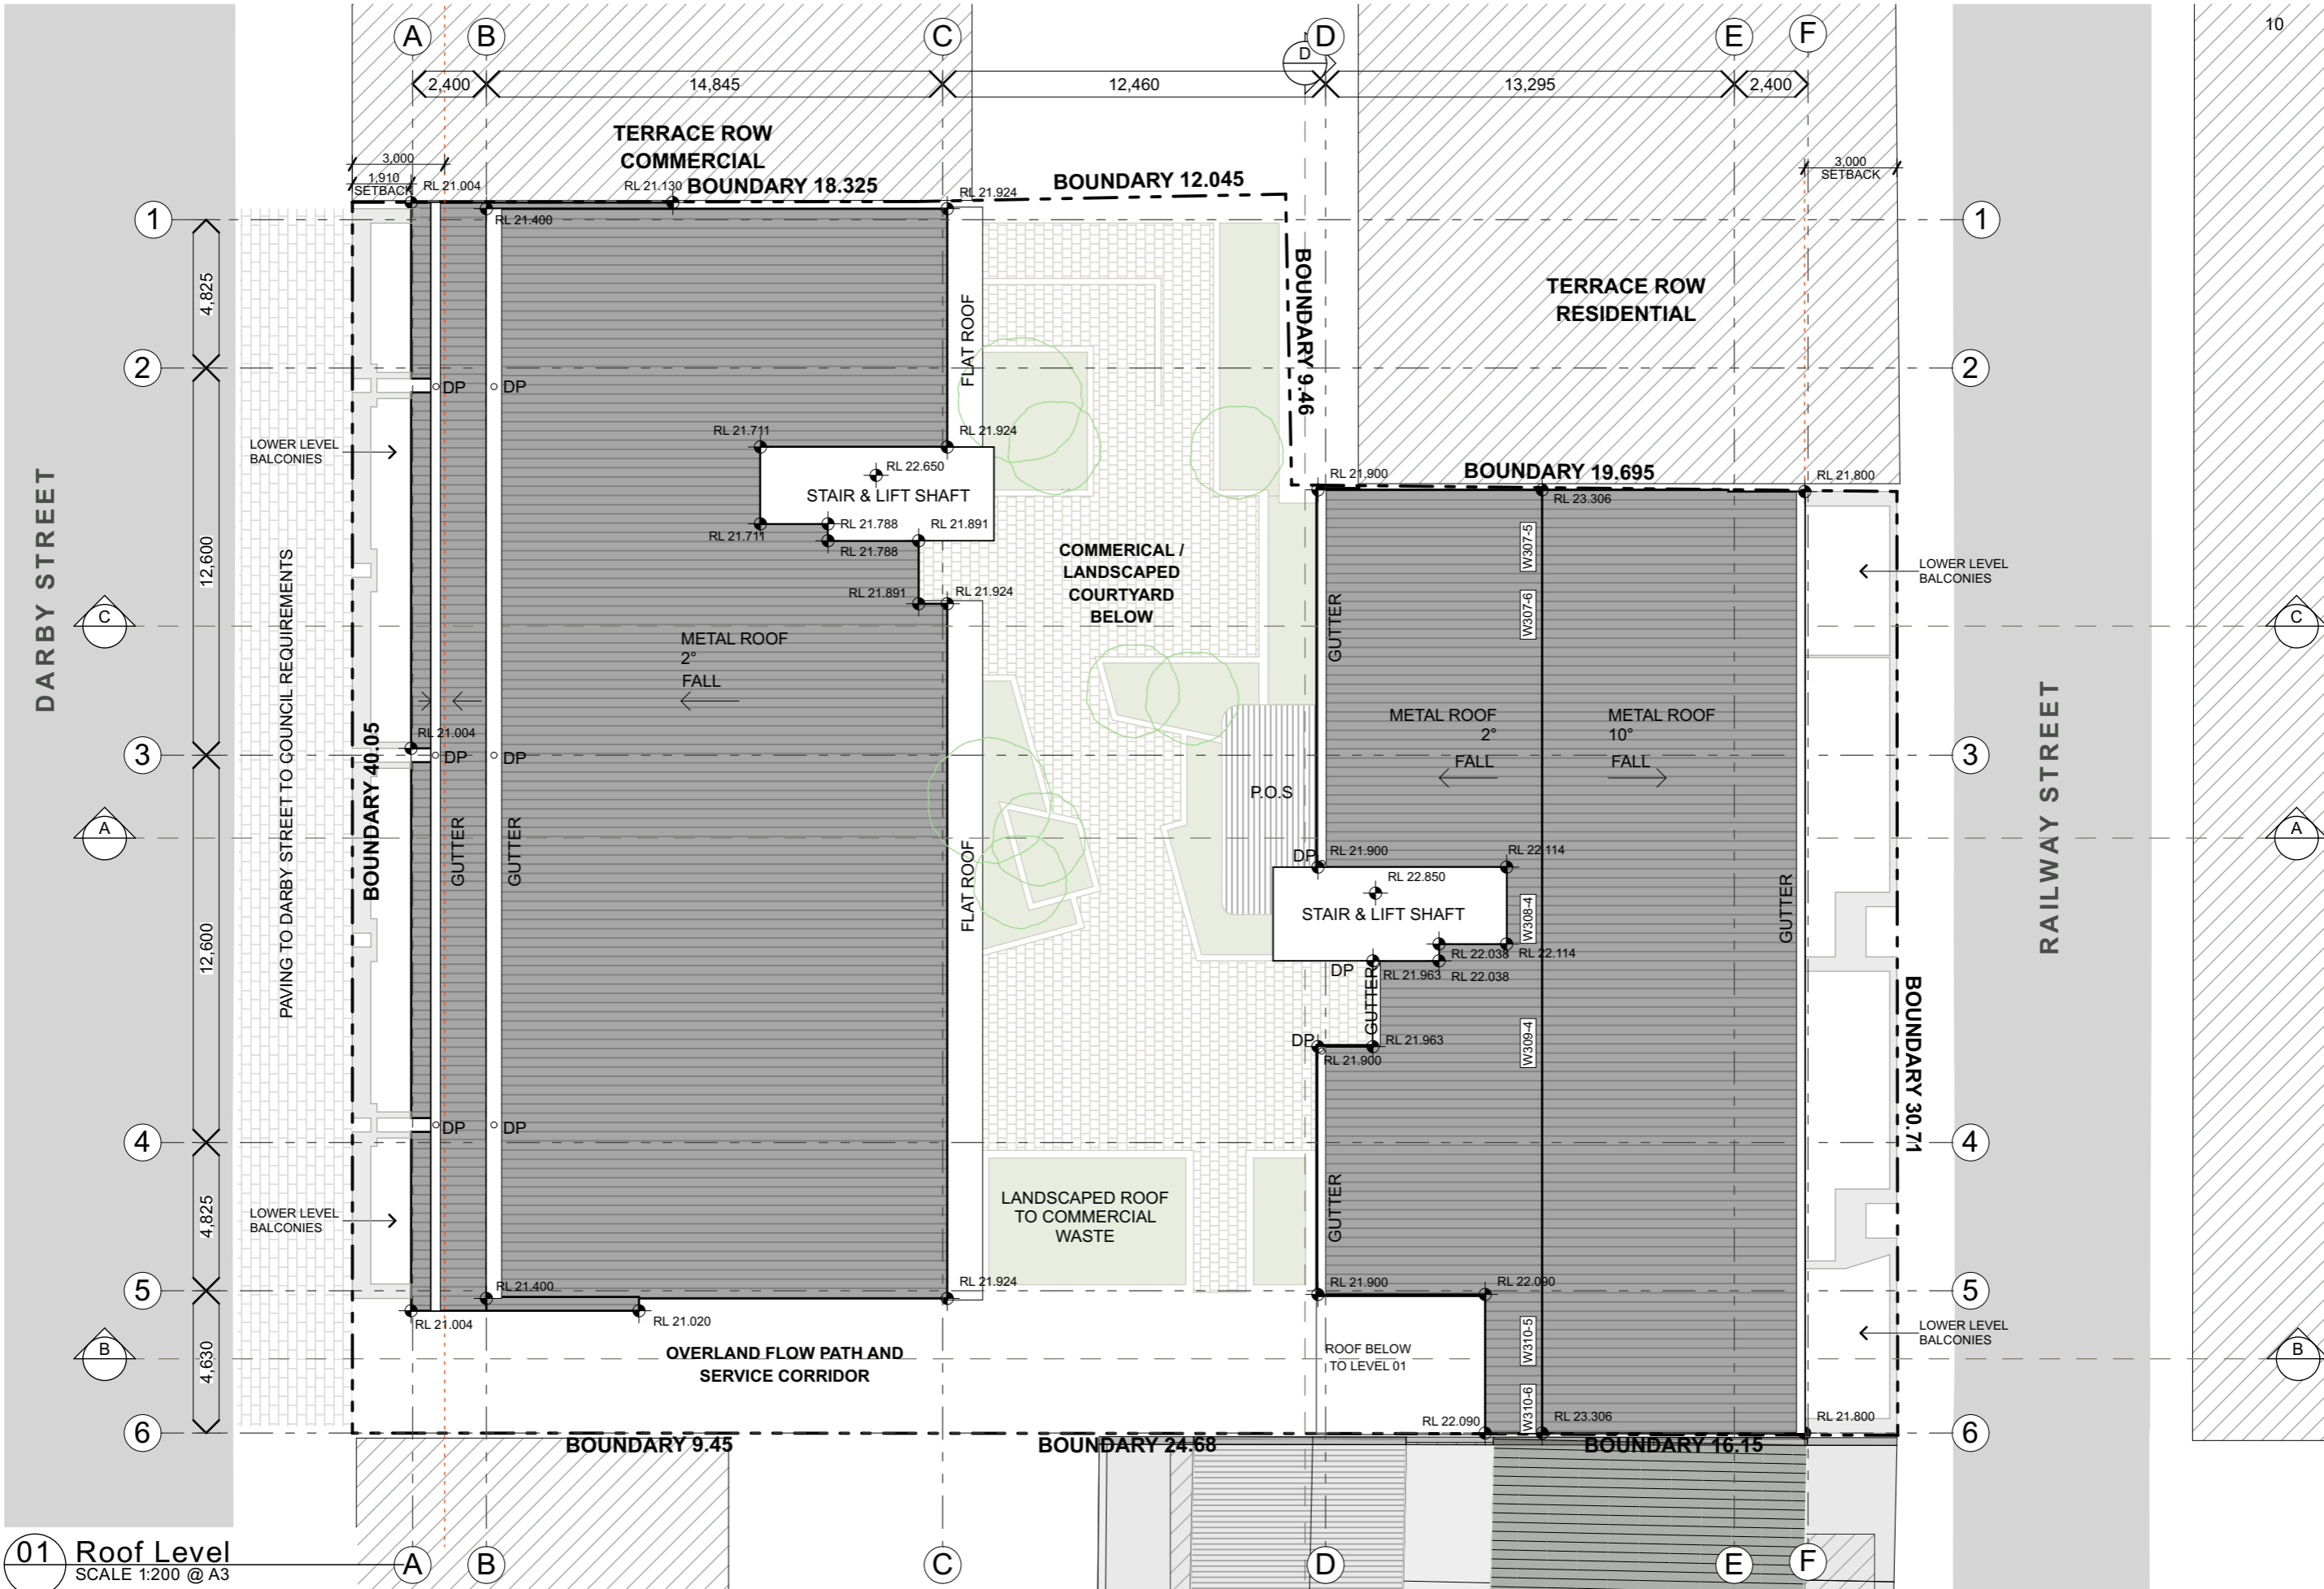 10
A
B
C
D
D
E
F
2,400
14,845
12,460
13,295
2,400
TERRACE ROW
COMMERCIAL
3,000
1,910
SETBACK
RL 21.004
RL 21.130
BOUNDARY 18.325
RL 21.924
BOUNDARY 12.045
3,000
SETBACK
1
RL 21.400
1
4,825
FLAT ROOF
BOUNDARY 9.46
TERRACE ROW
RESIDENTIAL
2
DP
DP
2
LOWER LEVEL
BALCONIES
RL 21.711
RL 21.924
RL 22.650
STAIR & LIFT SHAFT
RL 21.900
BOUNDARY 19.695
RL 21.800
RL 23.306
DARBY STREET
12,600
PAVING TO DARBY STREET TO COUNCIL REQUIREMENTS
RL 21.711
RL 21.788
RL 21.891
RL 21.788
COMMERICAL /
LANDSCAPED
COURTYARD
BELOW
W307-5
W307-6
GUTTER
LOWER LEVEL
BALCONIES
RL 21.891
RL 21.924
C
C
METAL ROOF
2°
FALL
METAL ROOF
2°
FALL
METAL ROOF
10°
FALL
RAILWAY STREET
BOUNDARY 40.05
RL 21.004
3
DP
DP
3
P.O.S
A
A
GUTTER
GUTTER
FLAT ROOF
DP
RL 21.900
RL 22.114
RL 22.850
STAIR & LIFT SHAFT
W308-4
GUTTER
12,600
RL 22.038
RL 22.114
DP
RL 21.963
RL 22.038
GUTTER
W309-4
DP
RL 21.963
RL 21.900
BOUNDARY 30.71
4
DP
DP
4
4,825
LOWER LEVEL
BALCONIES
LANDSCAPED ROOF
TO COMMERCIAL
WASTE
GUTTER
5
RL 21.400
RL 21.924
RL 21.900
RL 22.090
5
RL 21.004
RL 21.020
LOWER LEVEL
BALCONIES
B
4,630
OVERLAND FLOW PATH AND
SERVICE CORRIDOR
ROOF BELOW
TO LEVEL 01
W310-5
W310-6
B
RL 22.090
RL 23.306
RL 21.800
6
BOUNDARY 9.45
BOUNDARY 24.68
BOUNDARY 16.15
6
01
Roof Level
SCALE 1:200 @ A3
A
B
C
D
E
F